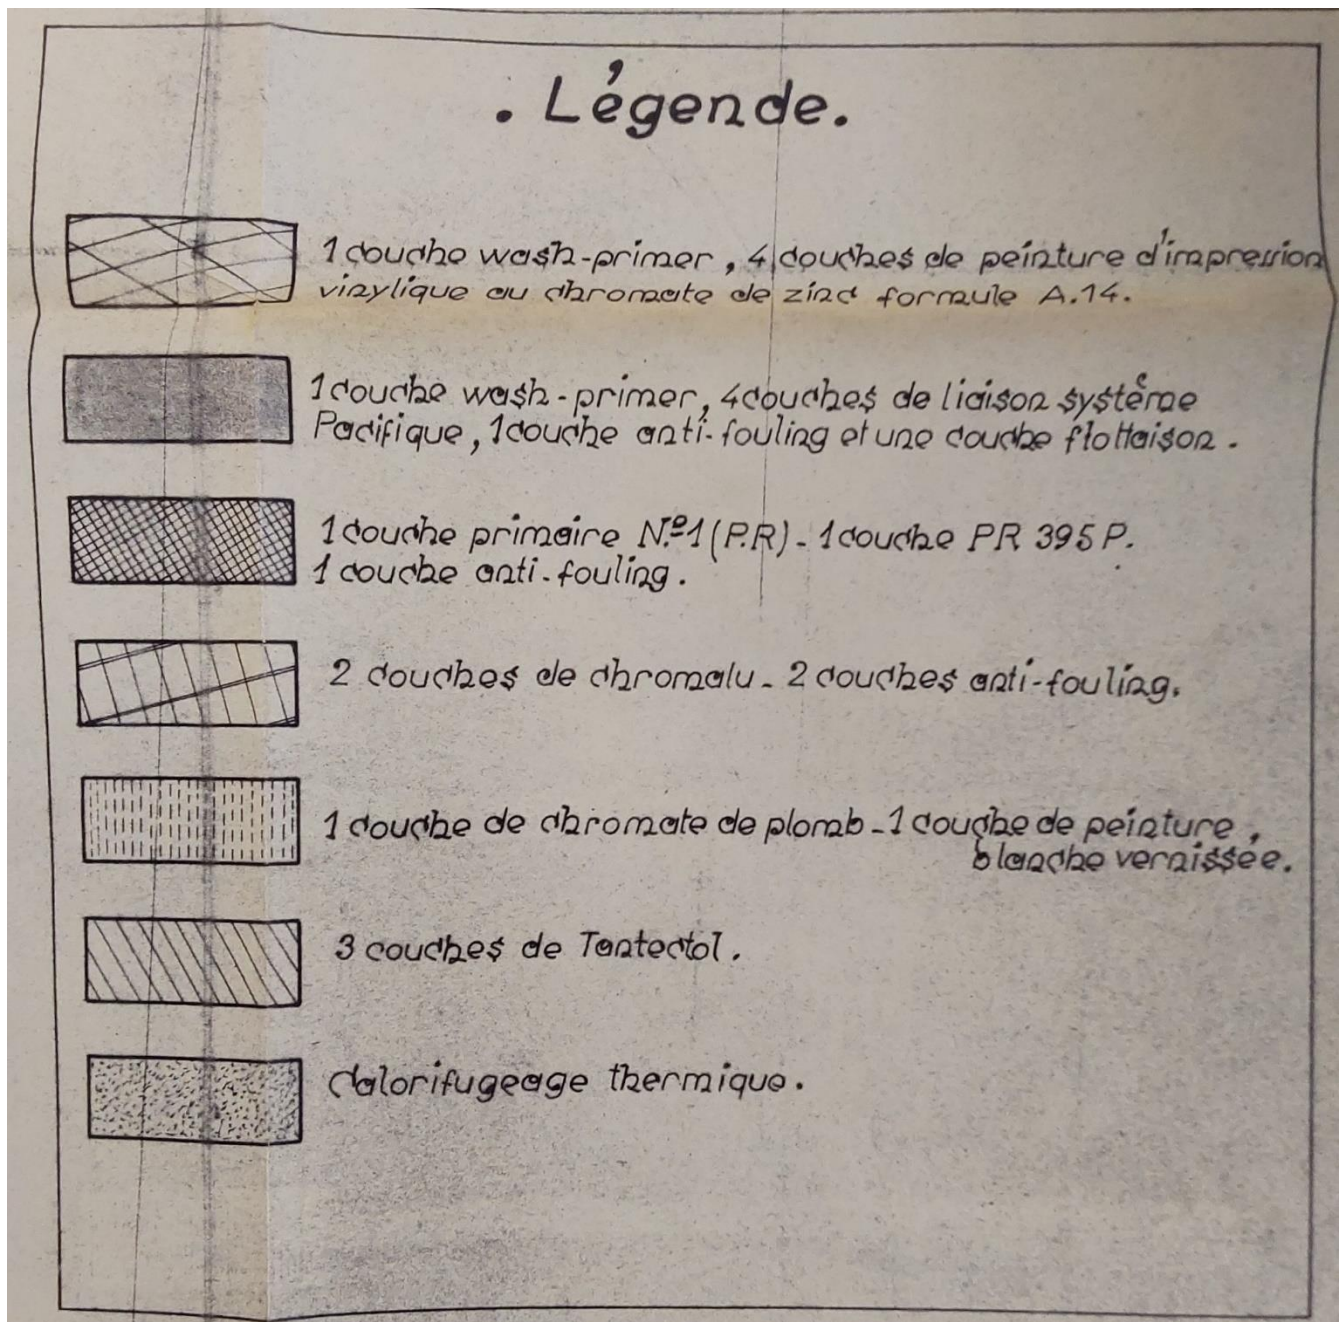 . Légende.
1 couche wash-primer, 4 couches de peinture d'impression
vinylique au chromate de zinc formule A.14.
1 couche wash-primer, 4 couches de liaison système
Pacifique, 1 couche anti-fouling et une couche flottaison.
1 couche primaire N.º1 (P.R) - 1 couche PR 395 P.
1 couche anti-fouling.
2 couches de chromalu - 2 couches anti-fouling.
1 couche de chromate de plomb - 1 couche de peinture,
blanche vernissée.
3 couches de Tantectol.
Calorifugeage thermique.